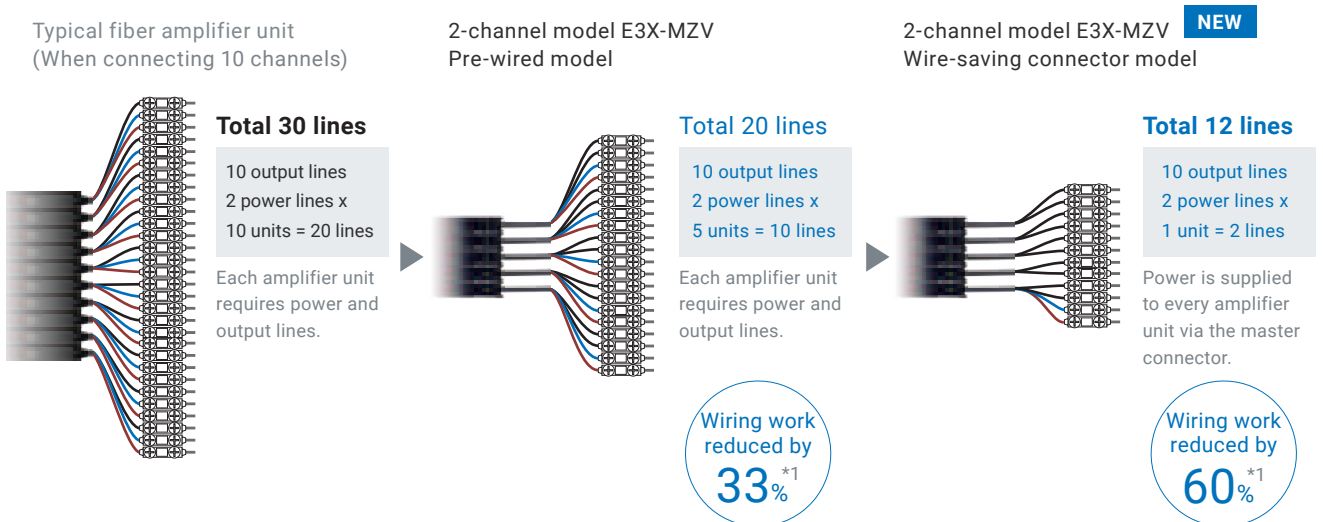 Typical fiber amplifier unit
(When connecting 10 channels)
Total 30 lines
10 output lines
2 power lines x
10 units = 20 lines
Each amplifier unit
requires power and
output lines.
2-channel model E3X-MZV
Pre-wired model
Total 20 lines
10 output lines
2 power lines x
5 units = 10 lines
Each amplifier unit
requires power and
output lines.
Wiring work
reduced by
33% *1
2-channel model E3X-MZV NEW
Wire-saving connector model
Total 12 lines
10 output lines
2 power lines x
1 unit = 2 lines
Power is supplied
to every amplifier
unit via the master
connector.
Wiring work
reduced by
60% *1